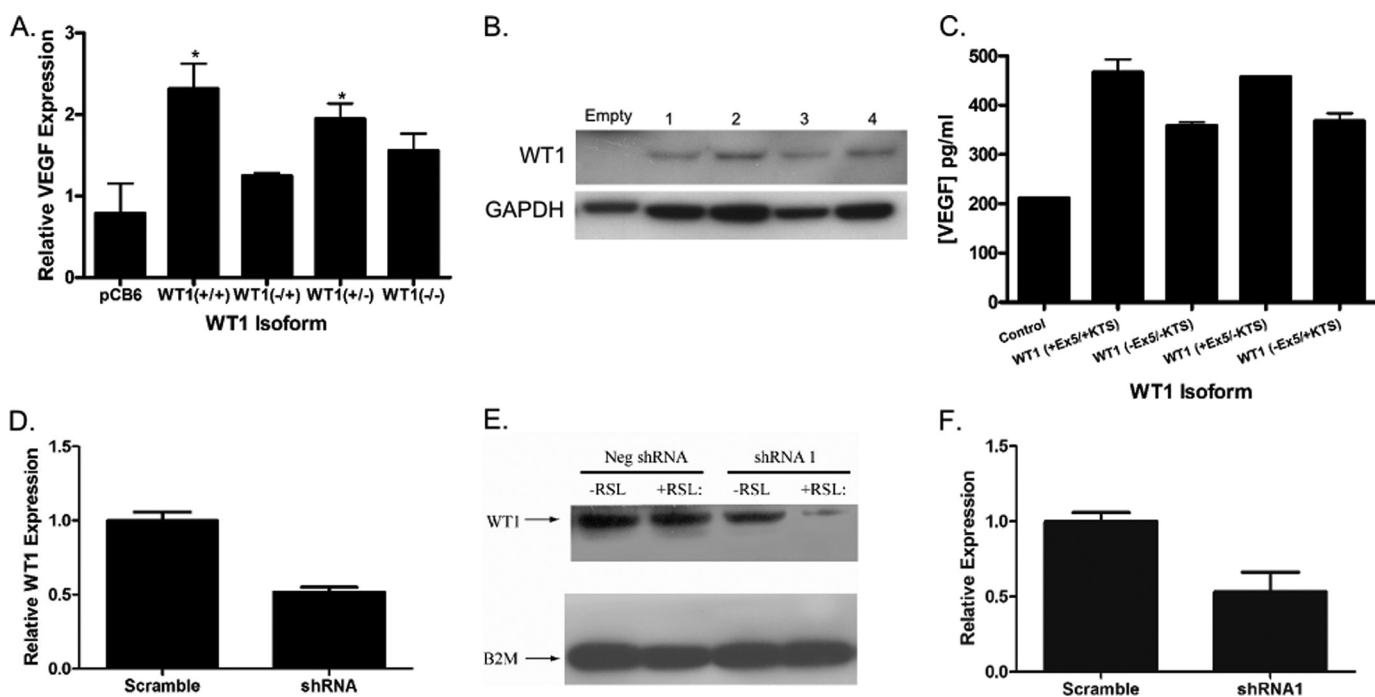 A.
Relative VEGF Expression
3
2
1
0
*
*
pCB6 WT1(+/+) WT1(-/+) WT1(+/-) WT1(-/-)
WT1 Isoform
B.
Empty 1 2 3 4
WT1
GAPDH
C.
[VEGF] pg/ml
500
400
300
200
100
0
Control
WT1 (+Ex5/+KTS)
WT1 (-Ex5/-KTS)
WT1 (+Ex5/-KTS)
WT1 (-Ex5/+KTS)
WT1 Isoform
D.
Relative WT1 Expression
1.5
1.0
0.5
0.0
Scramble shRNA
E.
Neg shRNA shRNA 1
-RSL +RSL: -RSL +RSL:
WT1
B2M
F.
Relative Expression
1.5
1.0
0.5
0.0
Scramble shRNA1